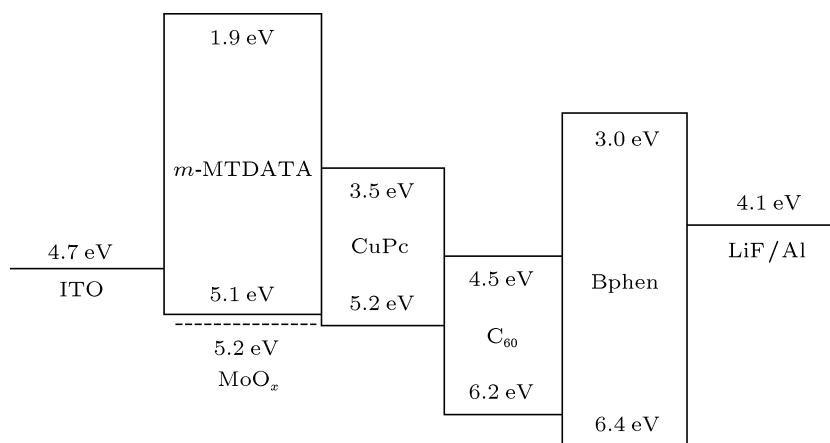 1.9 eV
m-MTDATA
3.0 eV
3.5 eV
4.1 eV
4.7 eV
CuPc
LiF/Al
ITO
5.1 eV
5.2 eV
4.5 eV
Bphen
5.2 eV
MoOₓ
C₆₀
6.2 eV
6.4 eV